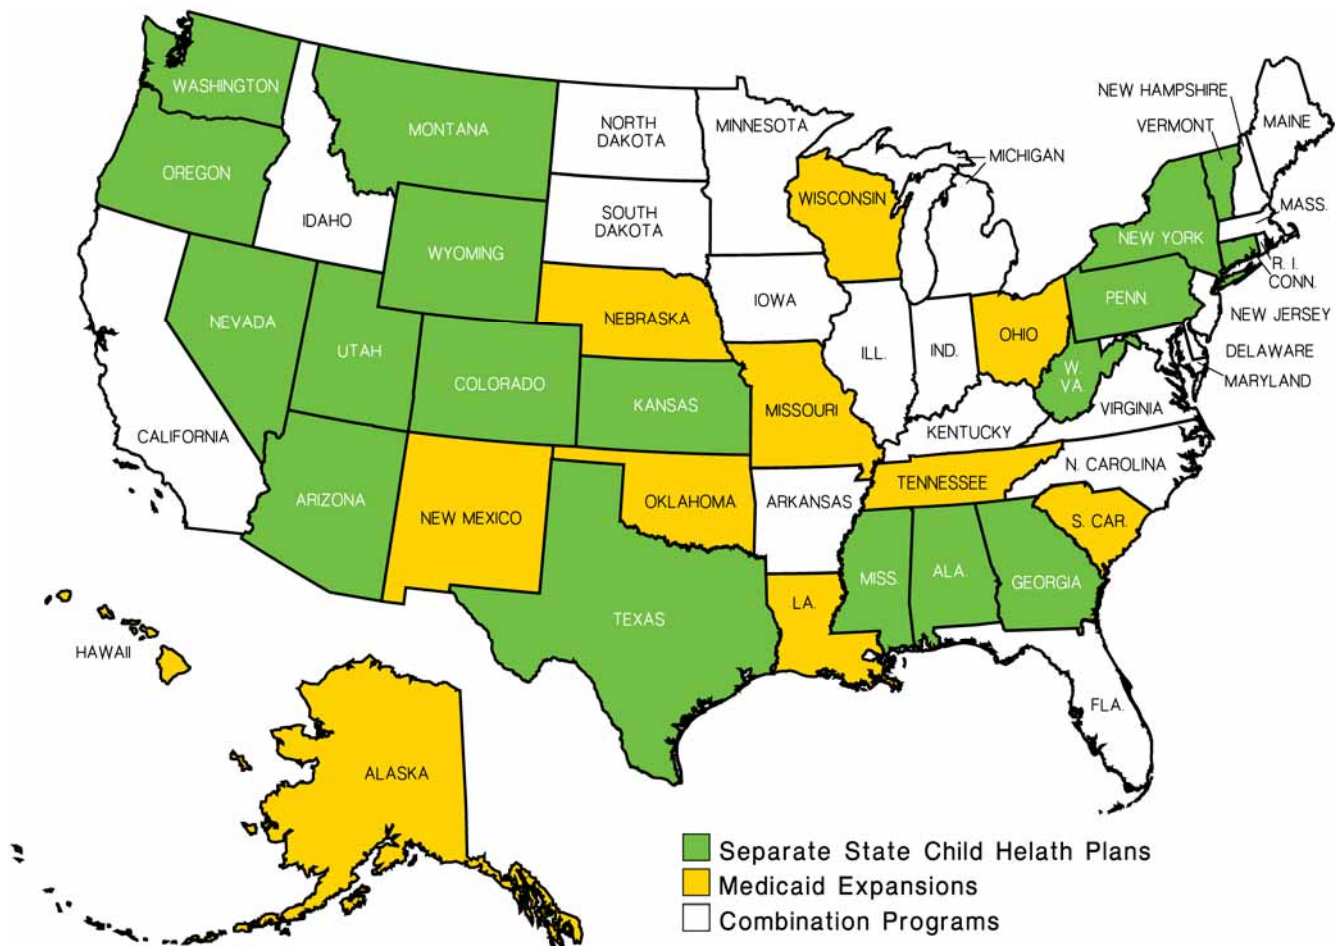 WASHINGTON
MONTANA
NORTH
DAKOTA
MINNESOTA
NEW HAMPSHIRE
VERMONT
MAINE
OREGON
IDAHO
MICHIGAN
WISCONSIN
SOUTH
DAKOTA
MASS.
WYOMING
NEW YORK
R. I.
CONN.
NEVADA
UTAH
NEBRASKA
IOWA
PENN.
NEW JERSEY
COLORADO
KANSAS
ILL.
IND.
OHIO
W.
VA.
DELAWARE
MARYLAND
CALIFORNIA
MISSOURI
KENTUCKY
VIRGINIA
ARIZONA
NEW MEXICO
OKLAHOMA
ARKANSAS
TENNESSEE
N. CAROLINA
S. CAR.
TEXAS
LA.
MISS.
ALA.
GEORGIA
HAWAII
FLA.
ALASKA
Separate State Child Helath Plans
Medicaid Expansions
Combination Programs